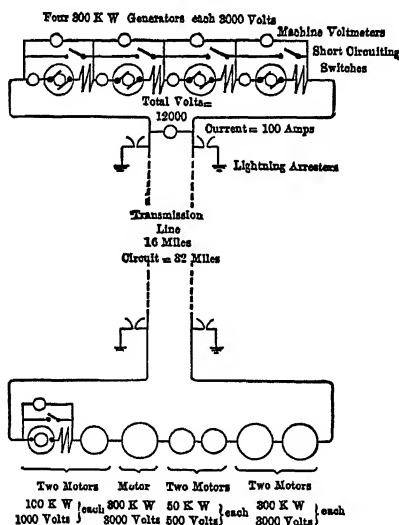 Four 300 K W Generators each 3000 Volts
Machine Voltmeters
Short Circuiting
Switches
Total Volts=
12000
Current = 100 Amps
Lightning Arresters
Transmission
Line
16 Miles
Circuit = 32 Miles
Two Motors
100 K W
1000 Volts } each
Motor
300 K W
3000 Volts
Two Motors
50 K W
500 Volts } each
Two Motors
300 K W
3000 Volts } each